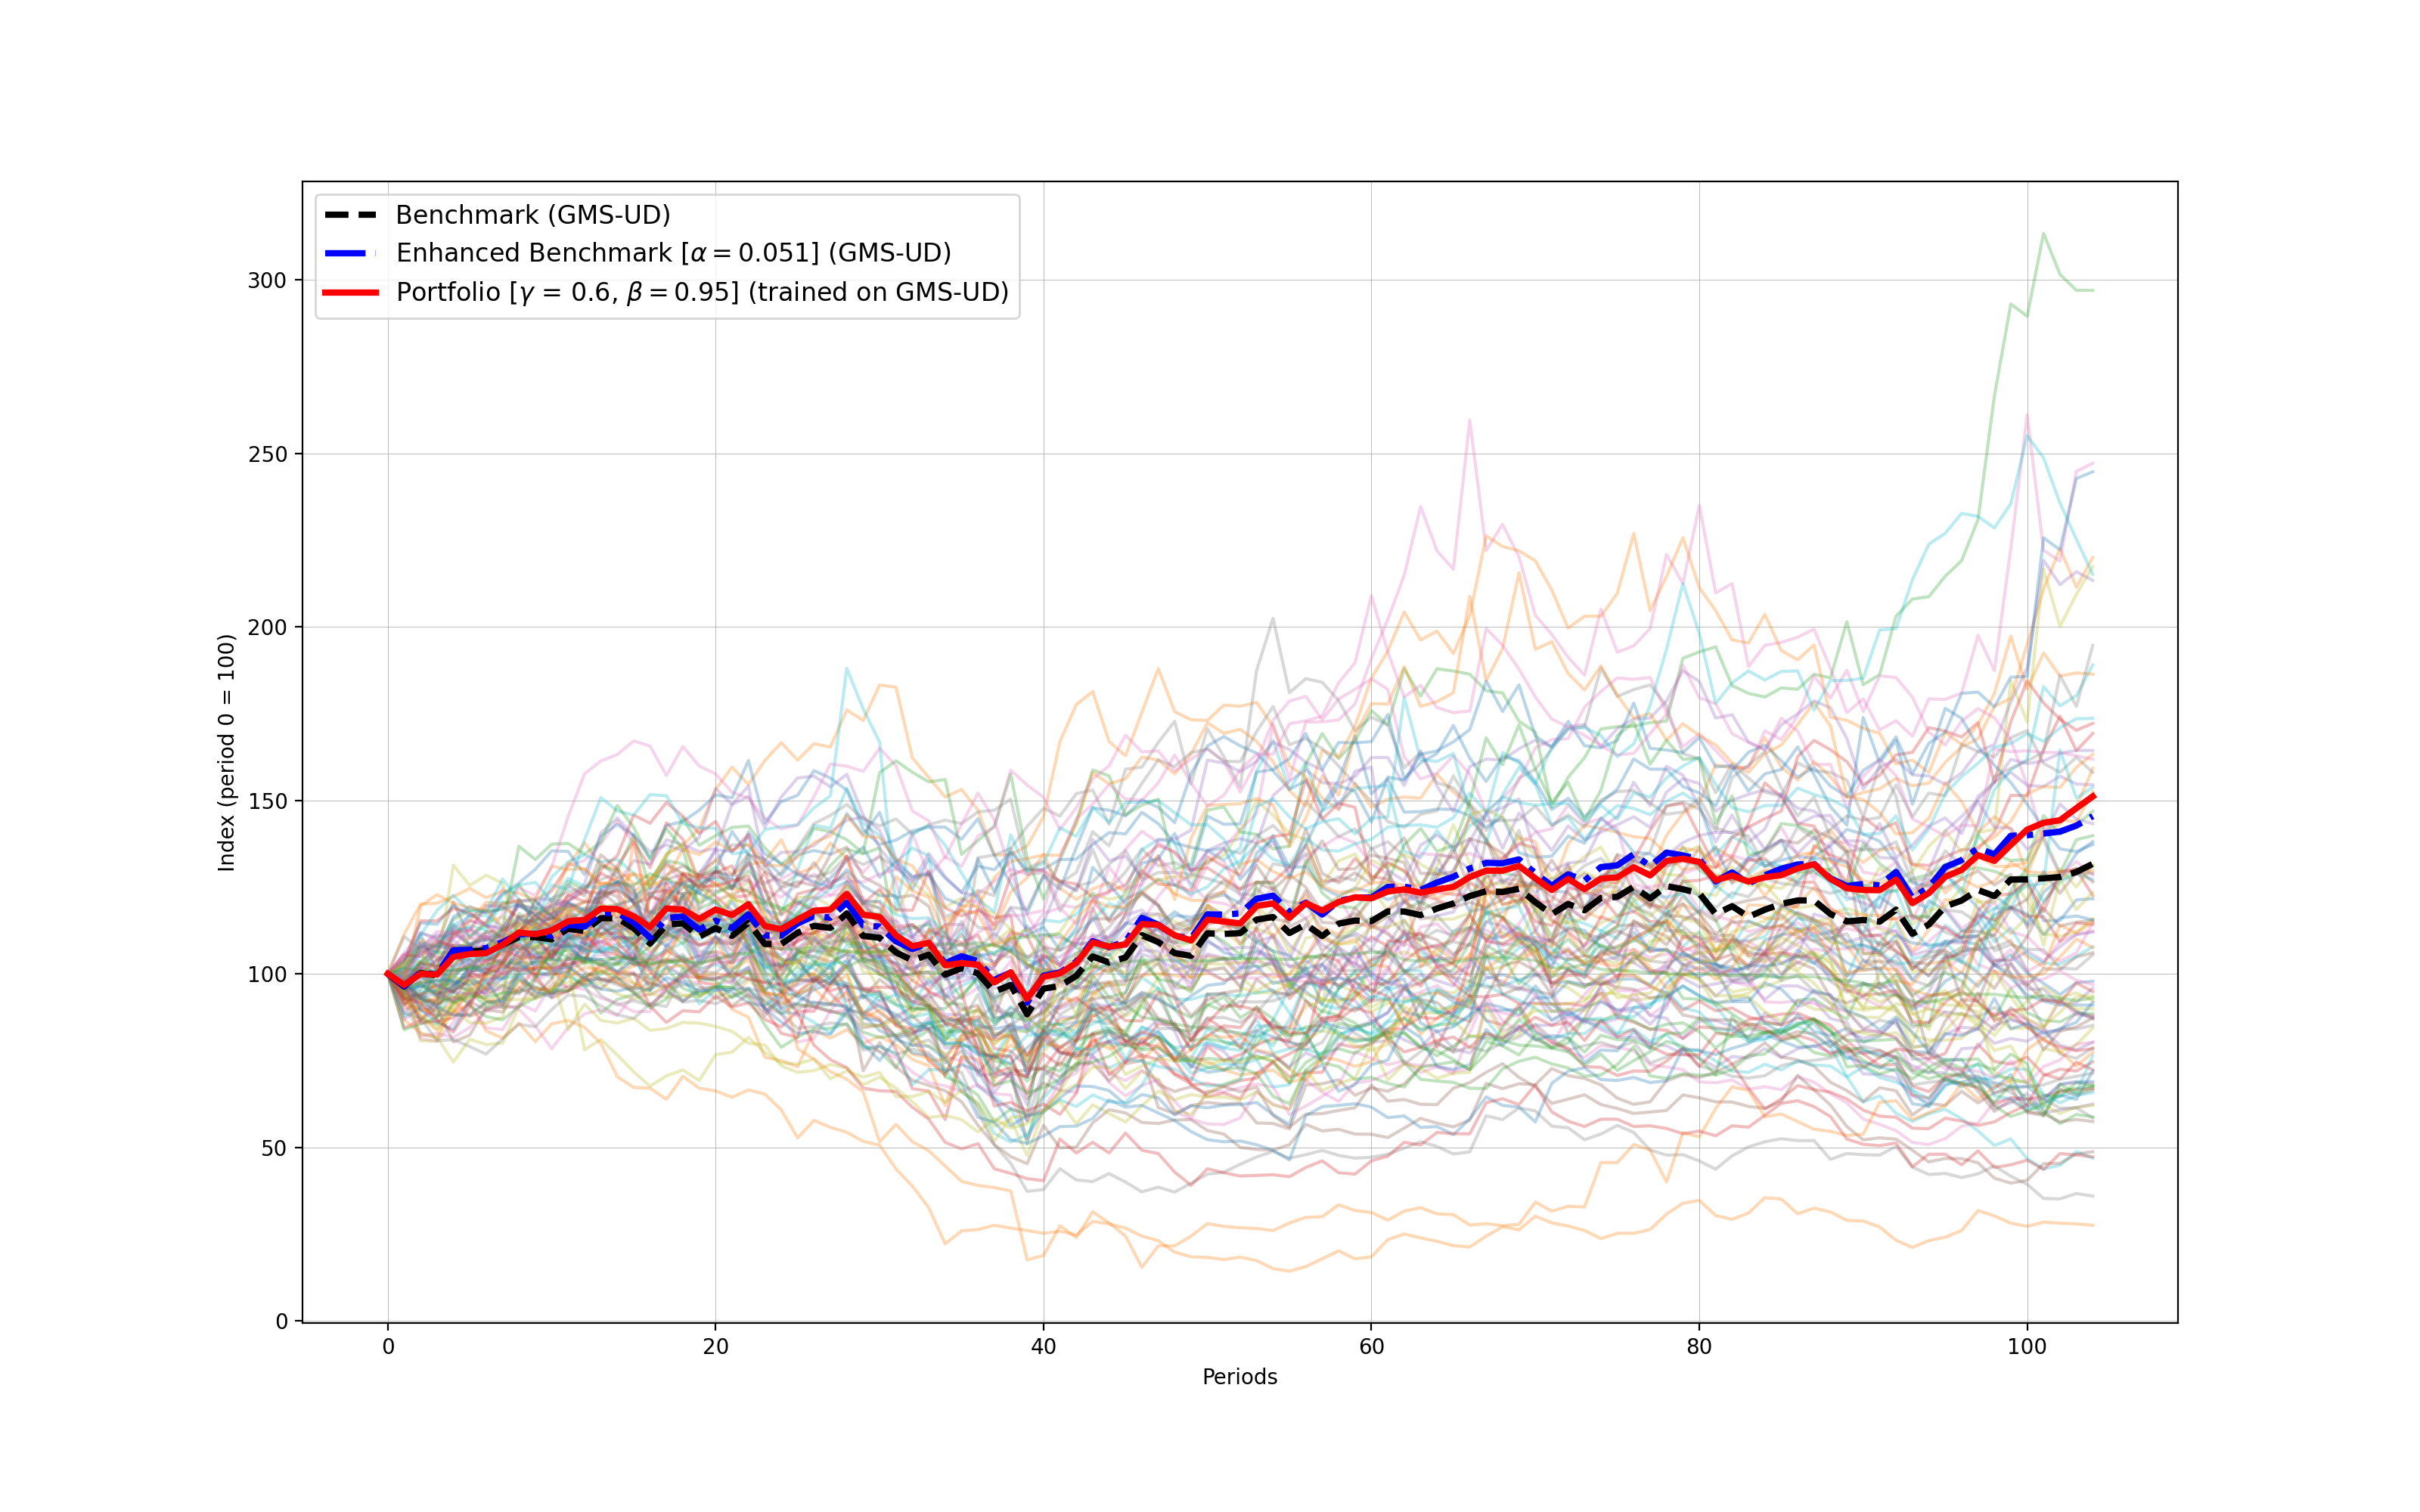 Benchmark (GMS-UD)
Enhanced Benchmark [α = 0.051] (GMS-UD)
Portfolio [γ = 0.6, β = 0.95] (trained on GMS-UD)
300
250
200
150
100
50
0
Index (period 0 = 100)
0 20 40 60 80 100
Periods